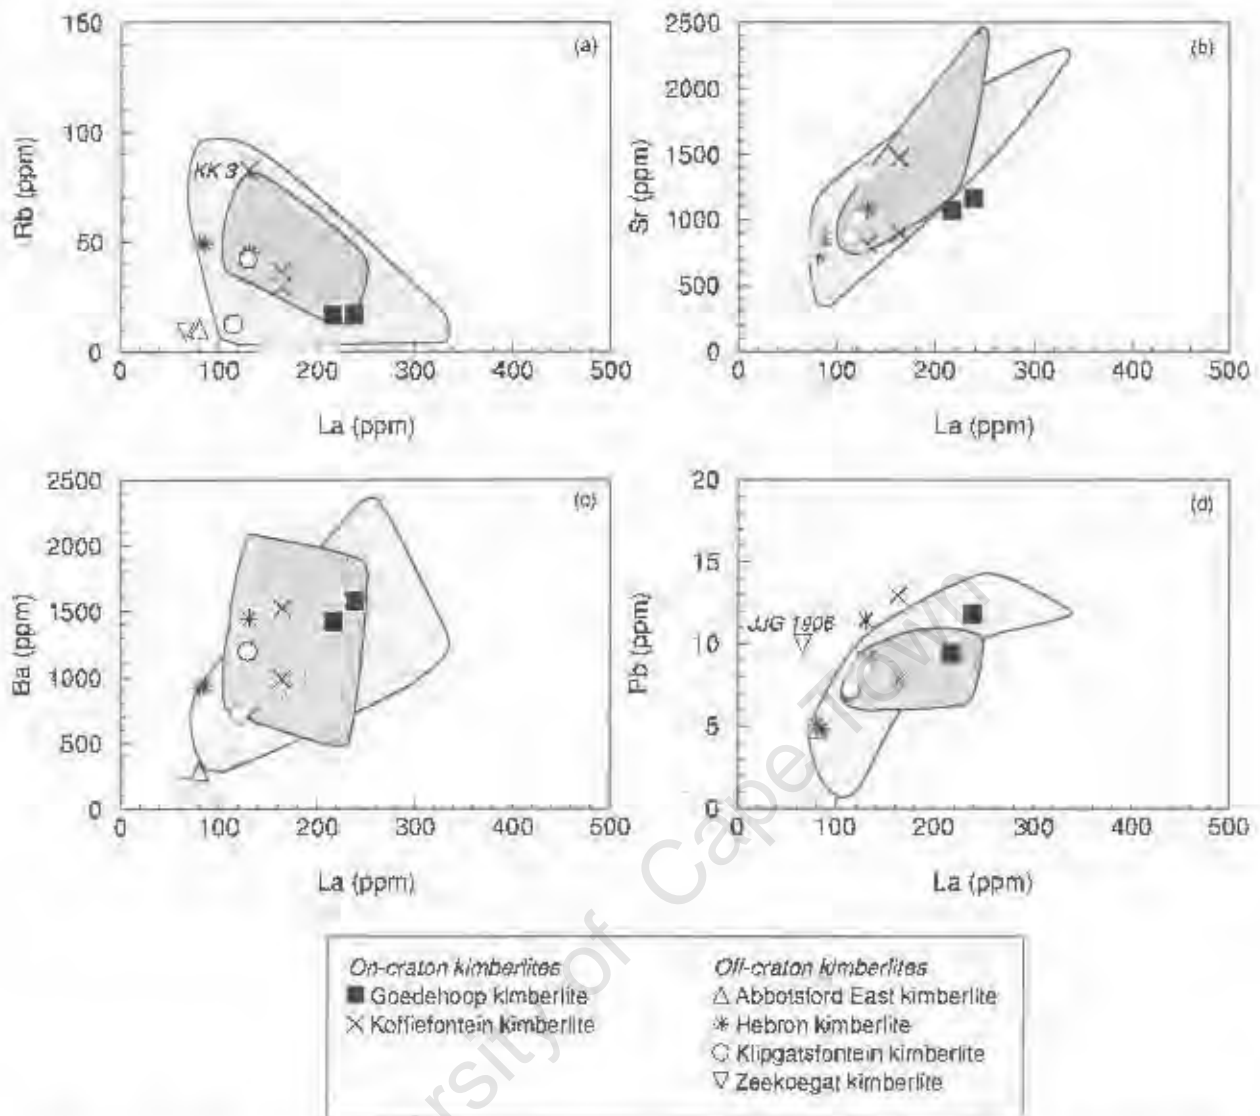 (a)
150
100
50
0
Rb (ppm)
KK 3
0 100 200 300 400 500
La (ppm)
(b)
2500
2000
1500
1000
500
0
Sr (ppm)
0 100 200 300 400 500
La (ppm)
(c)
2500
2000
1500
1000
500
0
Ba (ppm)
0 100 200 300 400 500
La (ppm)
(d)
20
15
10
5
0
Pb (ppm)
JJG 1906
0 100 200 300 400 500
La (ppm)
On-craton kimberlites
Goedehoop kimberlite
Koffiefontein kimberlite
Off-craton kimberlites
Abbotsford East kimberlite
Hebron kimberlite
Klipgatsfontein kimberlite
Zeekoegat kimberlite
ersity of Cape Town